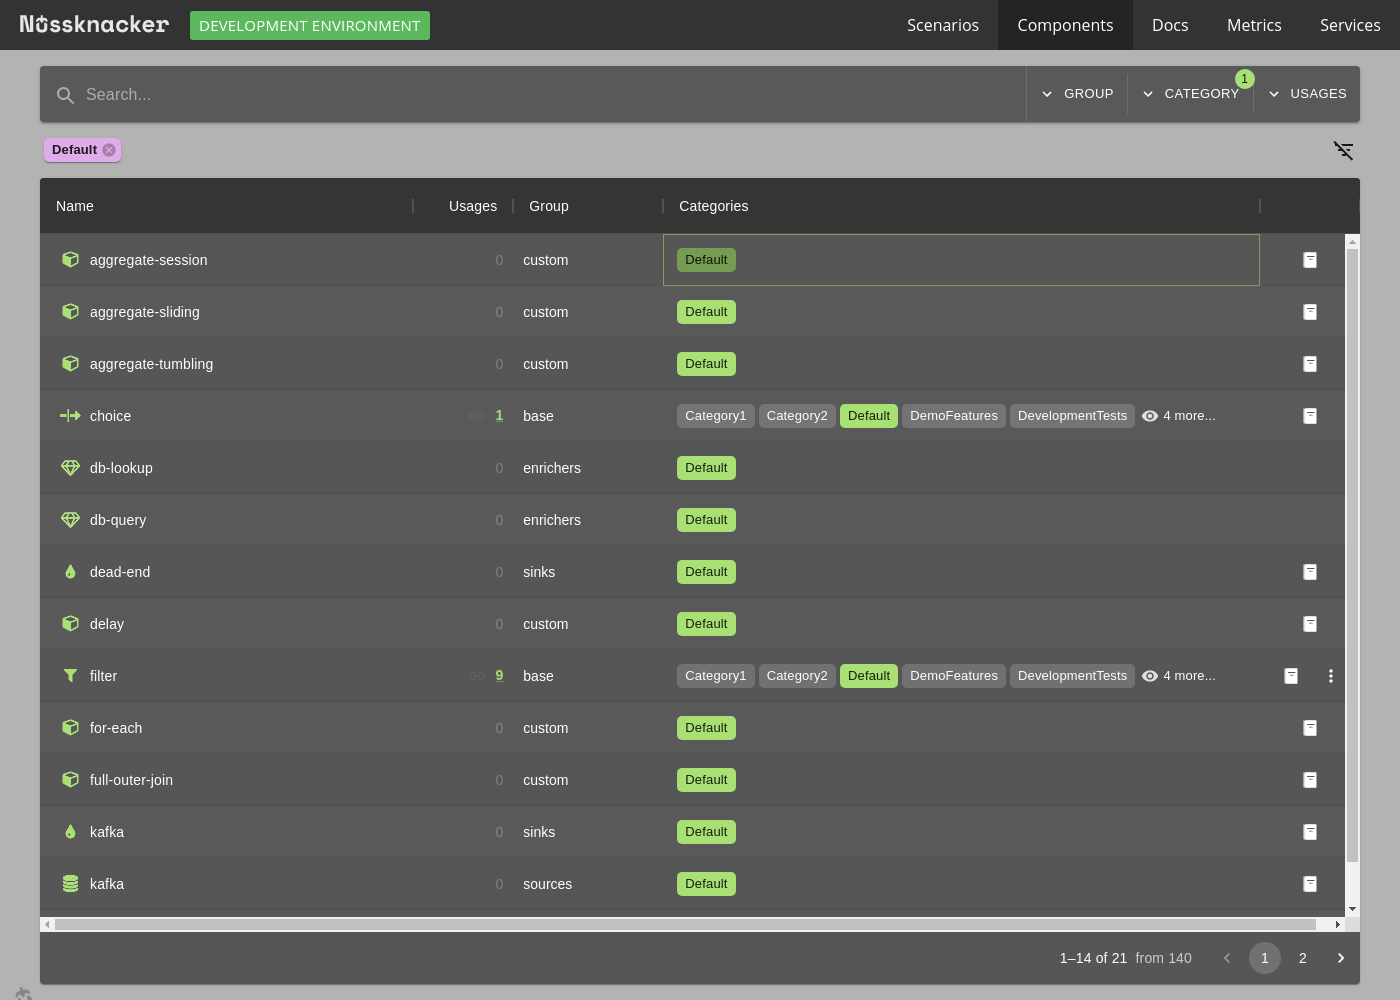 Nüssknacker DEVELOPMENT ENVIRONMENT Scenarios Components Docs Metrics Services
Search... GROUP CATEGORY 1 USAGES
Default
Name Usages Group Categories
aggregate-session 0 custom Default
aggregate-sliding 0 custom Default
aggregate-tumbling 0 custom Default
choice 1 base Category1 Category2 Default DemoFeatures DevelopmentTests 4 more...
db-lookup 0 enrichers Default
db-query 0 enrichers Default
dead-end 0 sinks Default
delay 0 custom Default
filter 9 base Category1 Category2 Default DemoFeatures DevelopmentTests 4 more...
for-each 0 custom Default
full-outer-join 0 custom Default
kafka 0 sinks Default
kafka 0 sources Default
1–14 of 21 from 140 1 2